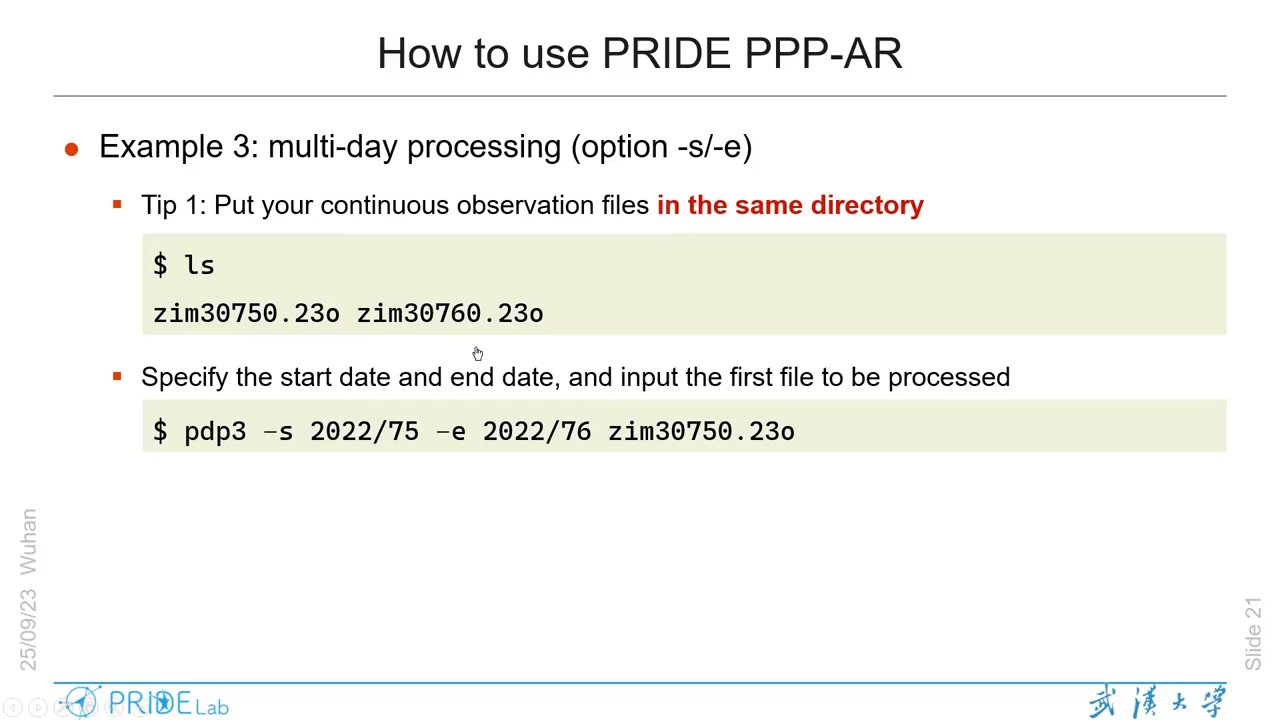 How to use PRIDE PPP-AR
Example 3: multi-day processing (option -s/-e)
Tip 1: Put your continuous observation files in the same directory
$ ls
zim30750.23o zim30760.23o
Specify the start date and end date, and input the first file to be processed
$ pdp3 -s 2022/75 -e 2022/76 zim30750.23o
25/09/23 Wuhan
Slide 21
PRIDE Lab
武漢大学